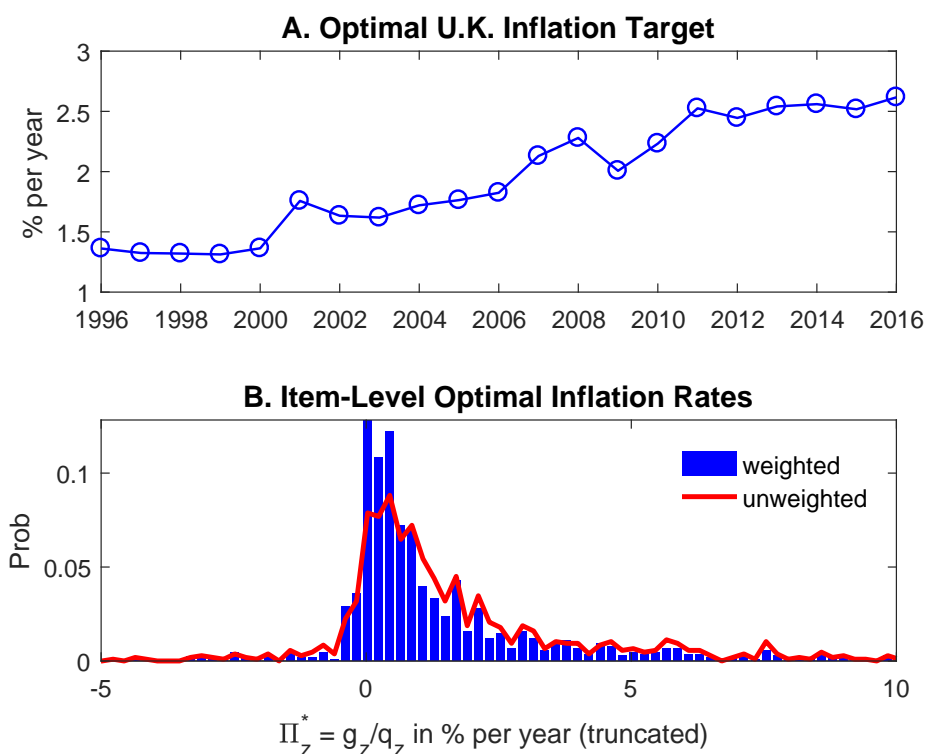 A. Optimal U.K. Inflation Target
3
2.5
2
1.5
1
% per year
1996 1998 2000 2002 2004 2006 2008 2010 2012 2014 2016
B. Item-Level Optimal Inflation Rates
0.1
0.05
0
Prob
weighted
unweighted
-5 0 5 10
Π*z = gz/qz in % per year (truncated)